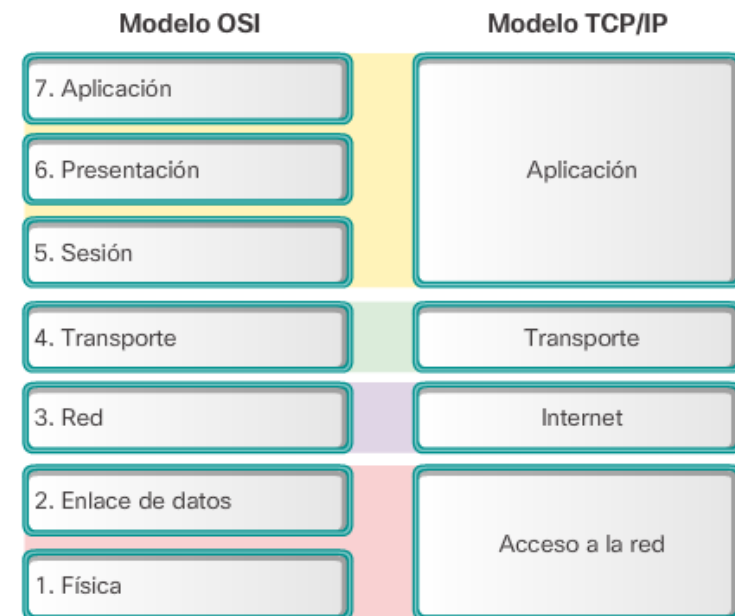 Modelo OSI
Modelo TCP/IP
7. Aplicación
6. Presentación
5. Sesión
Aplicación
4. Transporte
Transporte
3. Red
Internet
2. Enlace de datos
1. Física
Acceso a la red